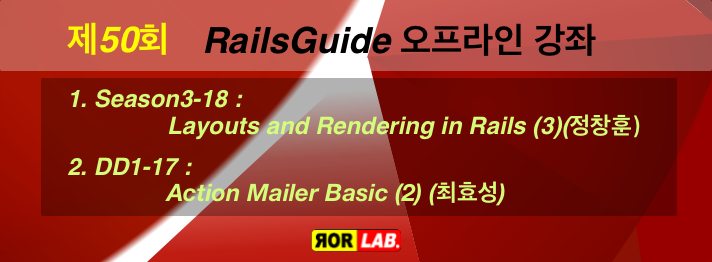 제50회 RailsGuide 오프라인 강좌
1. Season3-18 :
Layouts and Rendering in Rails (3)(정창훈)
2. DD1-17 :
Action Mailer Basic (2) (최효성)
ROR LAB.